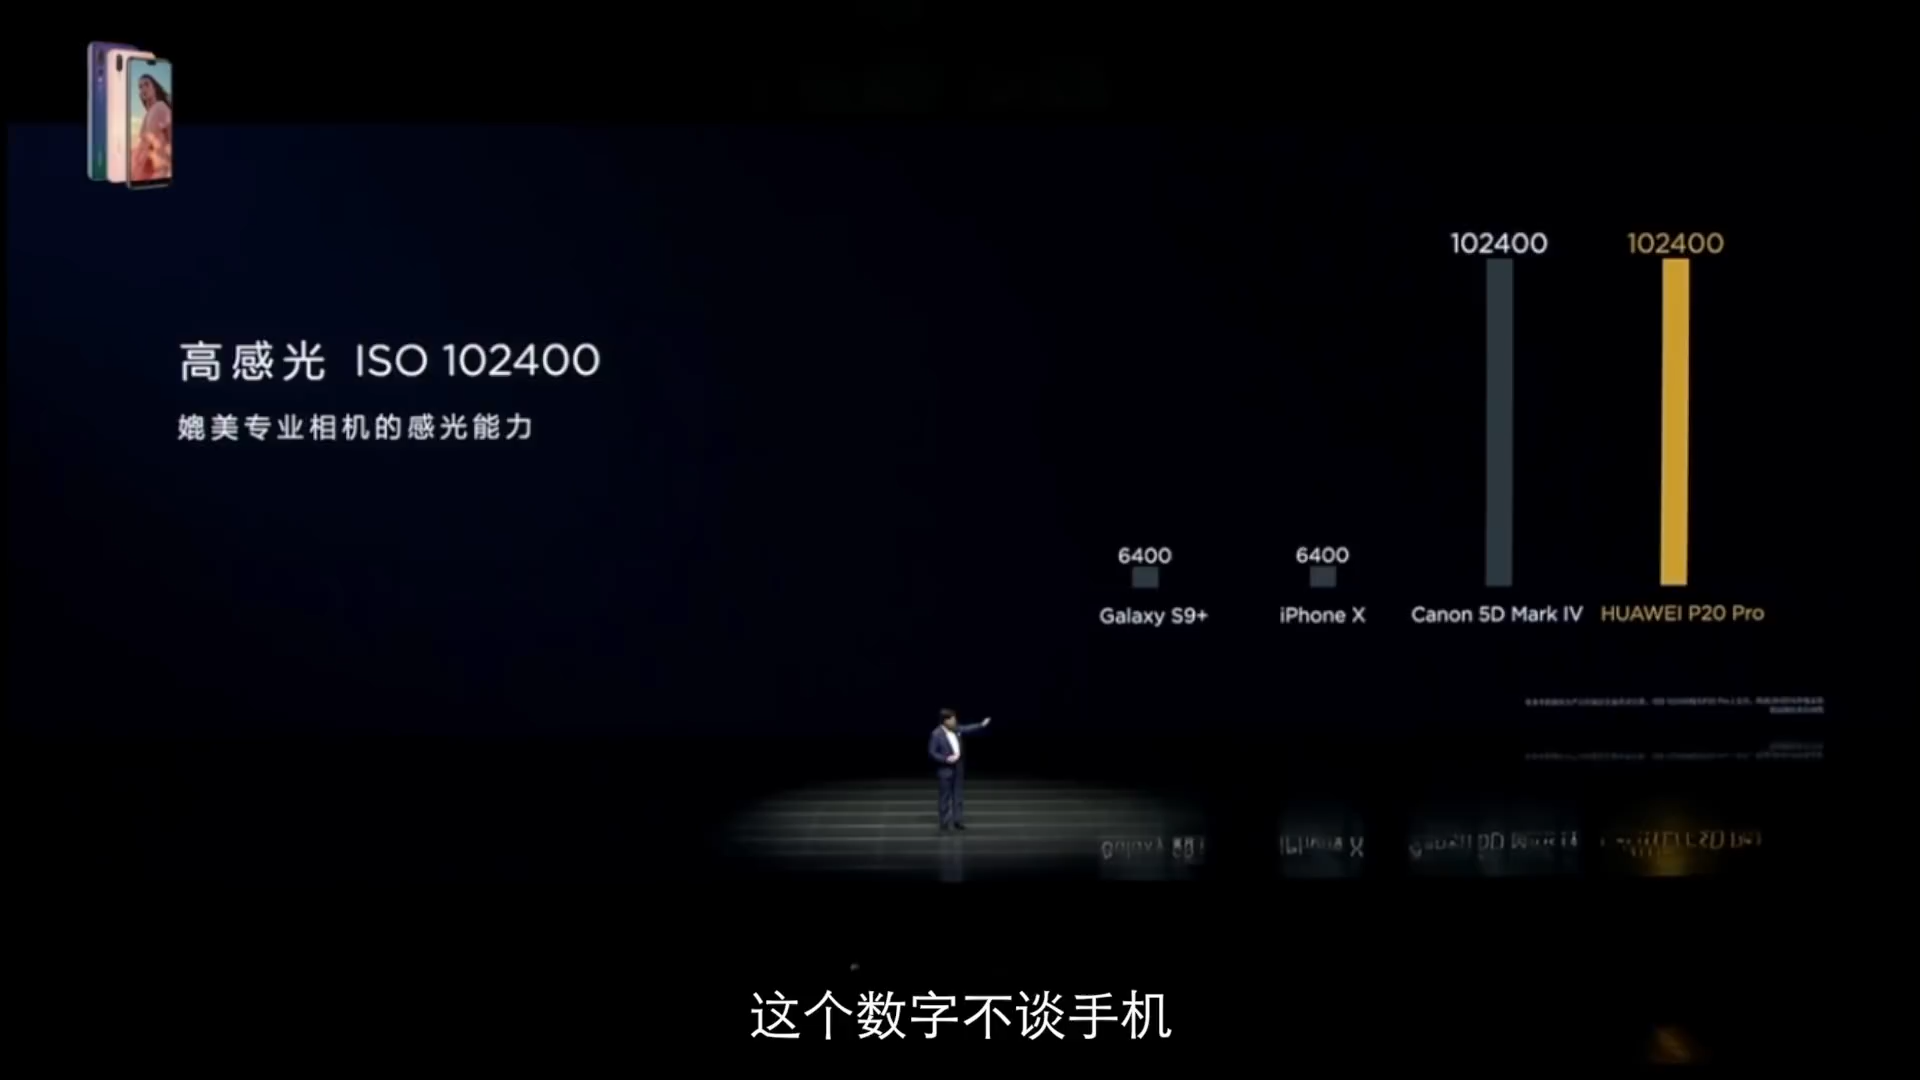 高感光 ISO 102400
媲美专业相机的感光能力
102400
102400
6400
6400
Galaxy S9+
iPhone X
Canon 5D Mark IV
HUAWEI P20 Pro
这个数字不谈手机